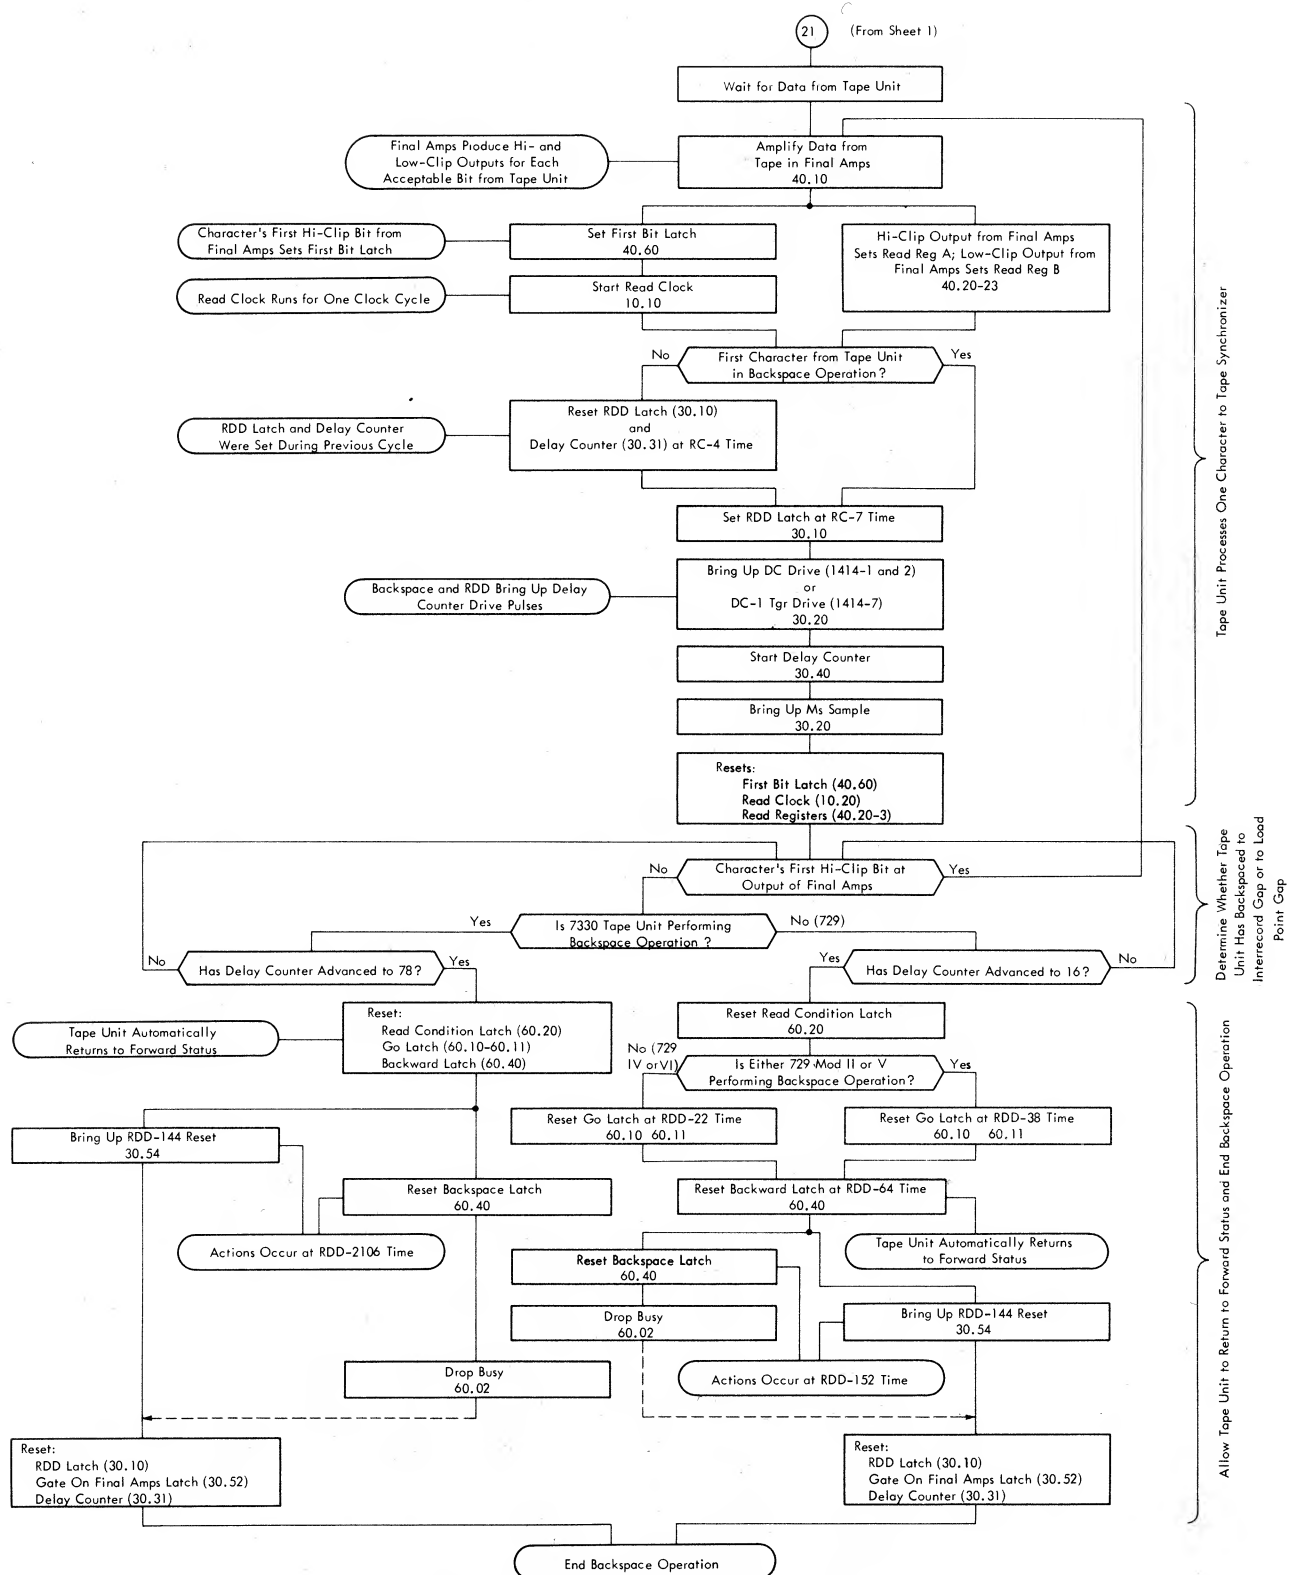 21 (From Sheet 1)
Wait for Data from Tape Unit
Final Amps Produce Hi- and
Low-Clip Outputs for Each
Acceptable Bit from Tape Unit
Amplify Data from
Tape in Final Amps
40.10
Character's First Hi-Clip Bit from
Final Amps Sets First Bit Latch
Set First Bit Latch
40.60
Hi-Clip Output from Final Amps
Sets Read Reg A; Low-Clip Output from
Final Amps Sets Read Reg B
40.20-23
Read Clock Runs for One Clock Cycle
Start Read Clock
10.10
No
First Character from Tape Unit
in Backspace Operation?
Yes
RDD Latch and Delay Counter
Were Set During Previous Cycle
Reset RDD Latch (30.10)
and
Delay Counter (30.31) at RC-4 Time
Set RDD Latch at RC-7 Time
30.10
Backspace and RDD Bring Up Delay
Counter Drive Pulses
Bring Up DC Drive (1414-1 and 2)
or
DC-1 Tgr Drive (1414-7)
30.20
Start Delay Counter
30.40
Bring Up Ms Sample
30.20
Resets:
First Bit Latch (40.60)
Read Clock (10.20)
Read Registers (40.20-3)
Tape Unit Processes One Character to Tape Synchronizer
No
Character's First Hi-Clip Bit at
Output of Final Amps
Yes
Yes
Is 7330 Tape Unit Performing
Backspace Operation ?
No (729)
No
Has Delay Counter Advanced to 78?
Yes
Yes
Has Delay Counter Advanced to 16?
No
Determine Whether Tape
Unit Has Backspaced to
Interrecord Gap or to Load
Point Gap
Tape Unit Automatically
Returns to Forward Status
Reset:
Read Condition Latch (60.20)
Go Latch (60.10-60.11)
Backward Latch (60.40)
Reset Read Condition Latch
60.20
No (729
IV or VI)
Is Either 729 Mod II or V
Performing Backspace Operation?
Yes
Bring Up RDD-144 Reset
30.54
Reset Go Latch at RDD-22 Time
60.10 60.11
Reset Go Latch at RDD-38 Time
60.10 60.11
Reset Backspace Latch
60.40
Reset Backward Latch at RDD-64 Time
60.40
Actions Occur at RDD-2106 Time
Reset Backspace Latch
60.40
Tape Unit Automatically Returns
to Forward Status
Drop Busy
60.02
Bring Up RDD-144 Reset
30.54
Drop Busy
60.02
Actions Occur at RDD-152 Time
Reset:
RDD Latch (30.10)
Gate On Final Amps Latch (30.52)
Delay Counter (30.31)
Reset:
RDD Latch (30.10)
Gate On Final Amps Latch (30.52)
Delay Counter (30.31)
Allow Tape Unit to Return to Forward Status and End Backspace Operation
End Backspace Operation